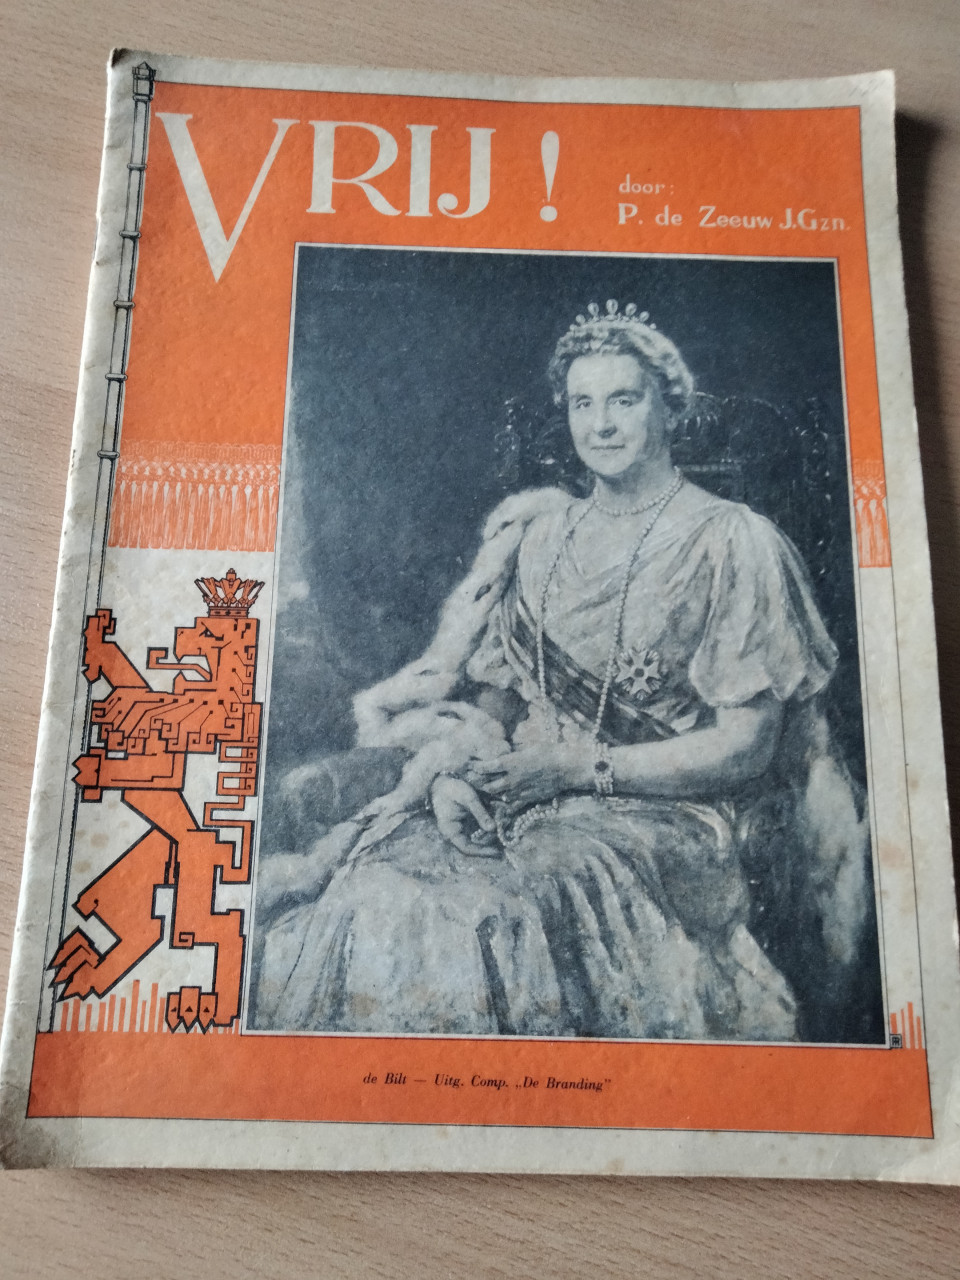 VRIJ!
door:
P. de Zeeuw J.Gzn.
de Bilt — Uitg. Comp. „De Branding”